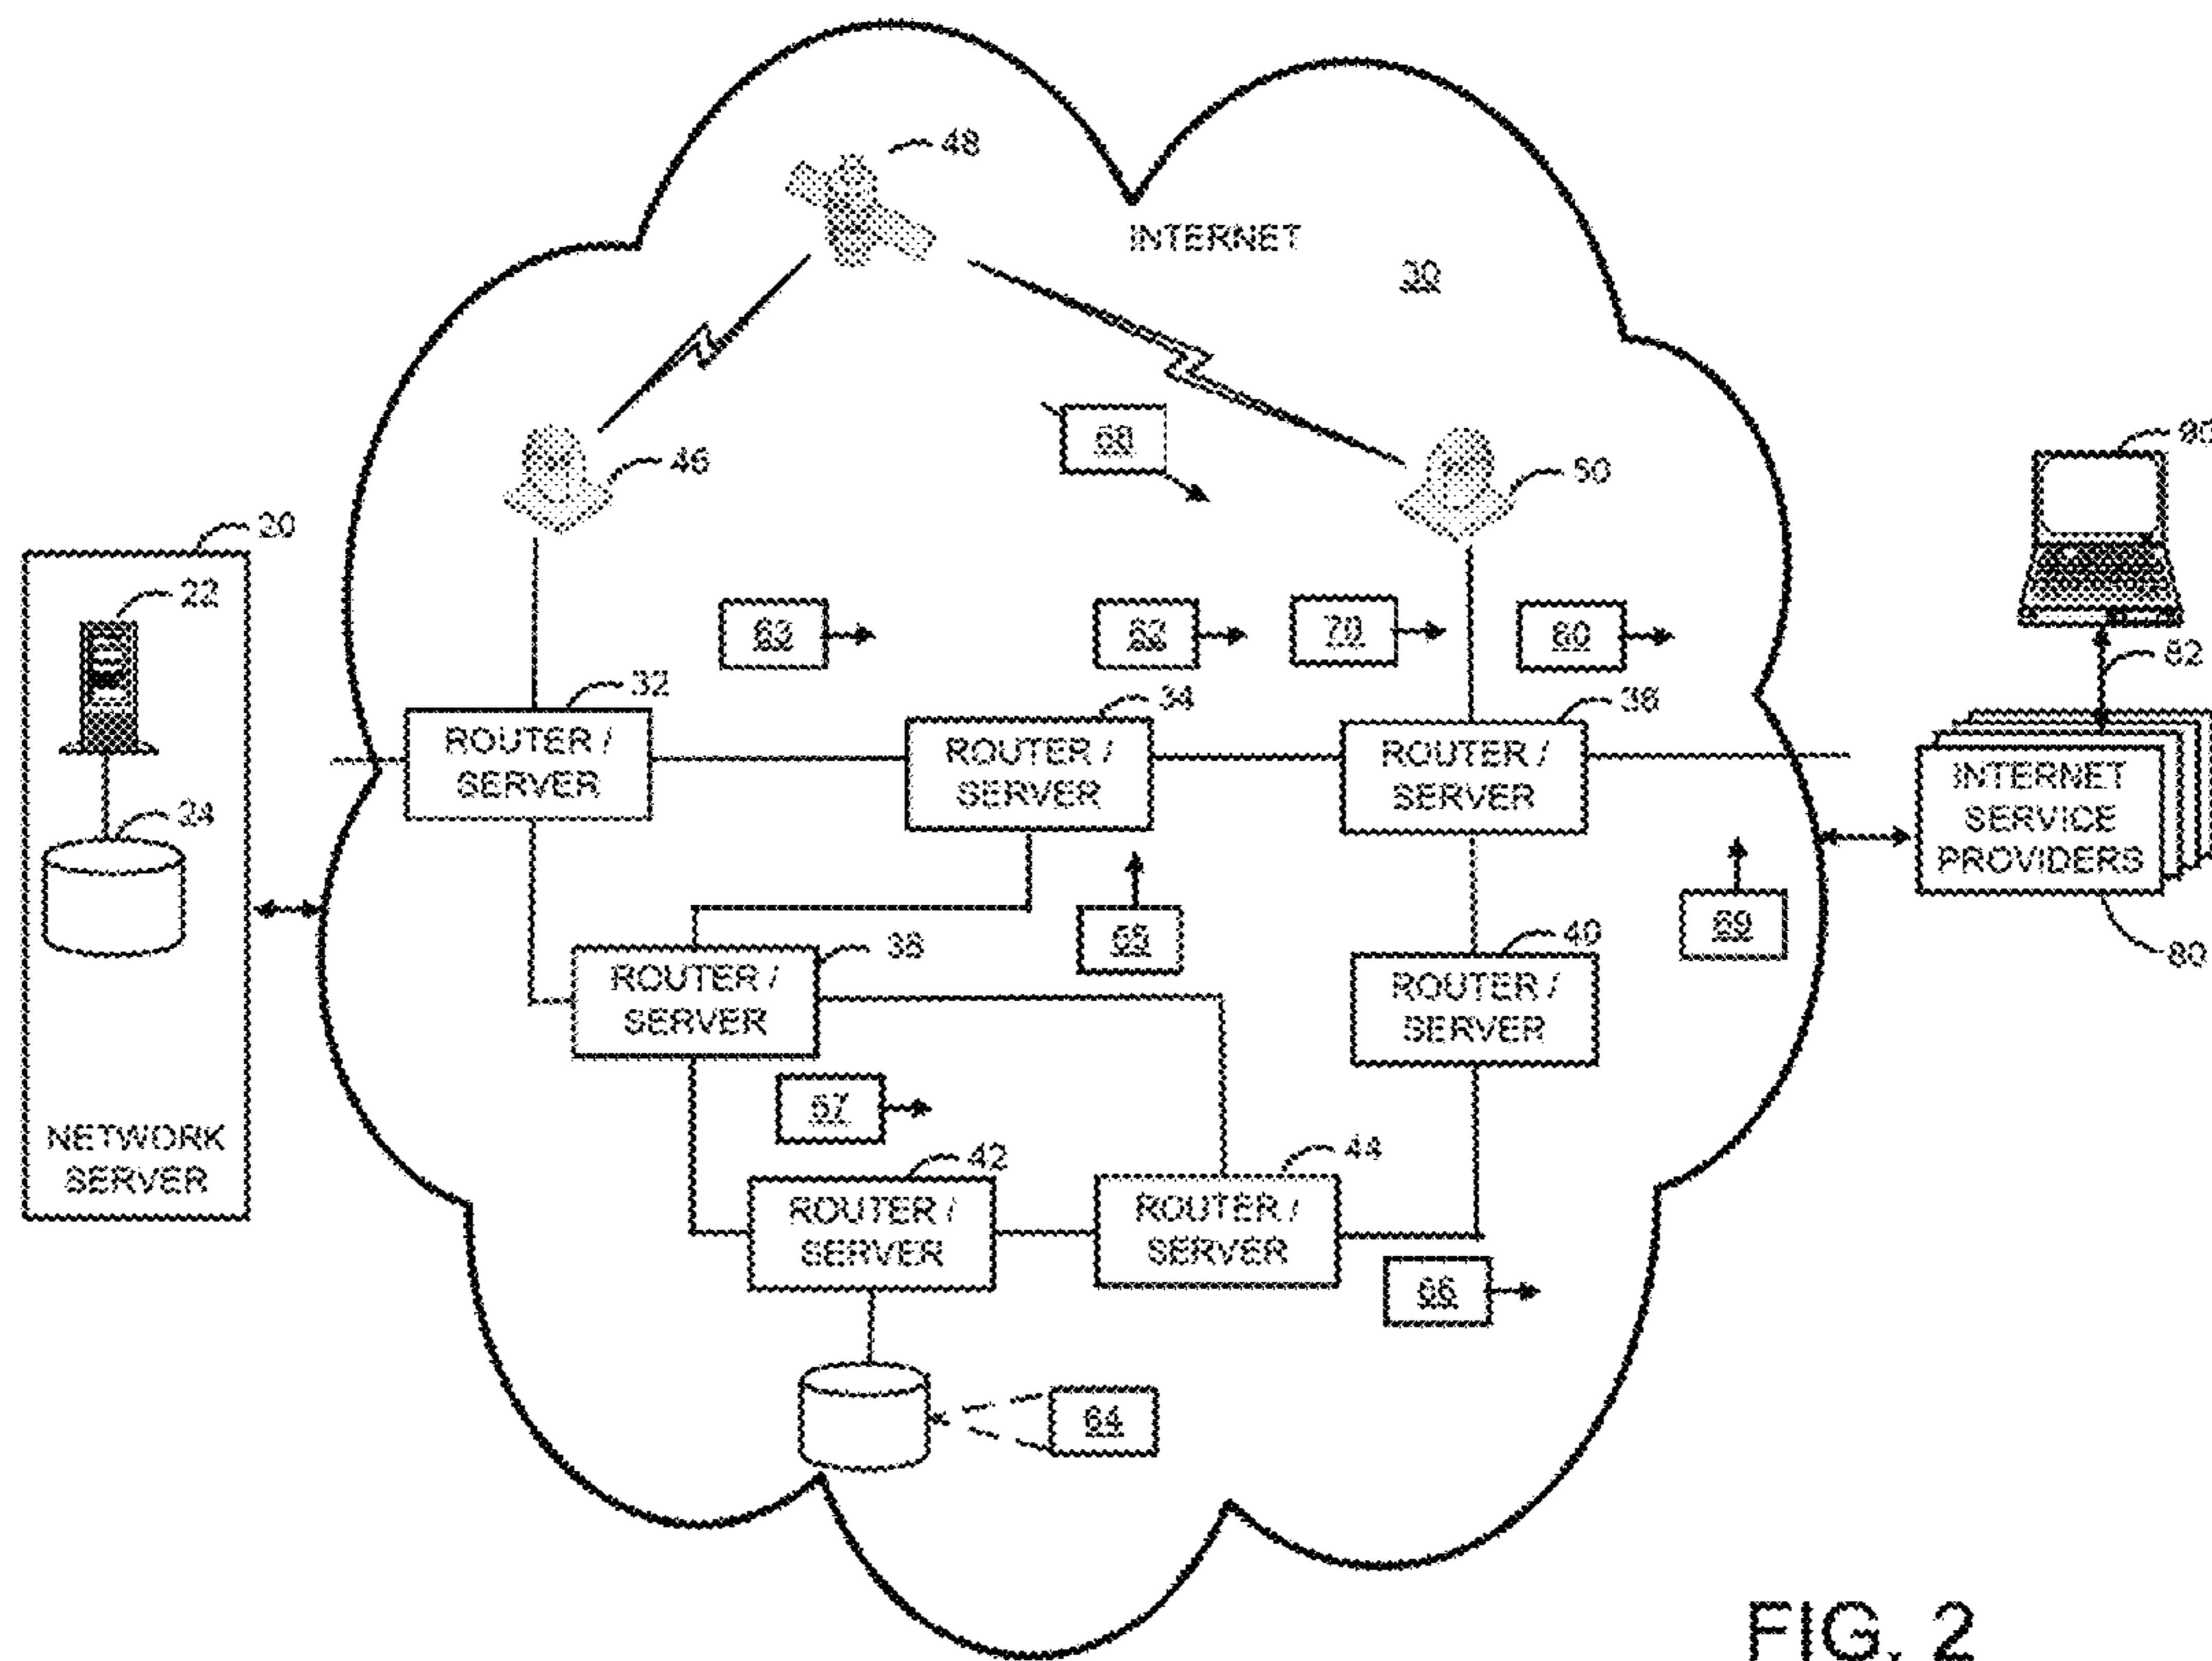 48
INTERNET
30
46
68
50
20
22
63
62
70
60
82
32
34
36
ROUTER /
SERVER
ROUTER /
SERVER
ROUTER /
SERVER
INTERNET
SERVICE
PROVIDERS
24
38
65
40
69
80
ROUTER /
SERVER
ROUTER /
SERVER
67
NETWORK
SERVER
42
44
ROUTER /
SERVER
ROUTER /
SERVER
66
64
FIG. 2